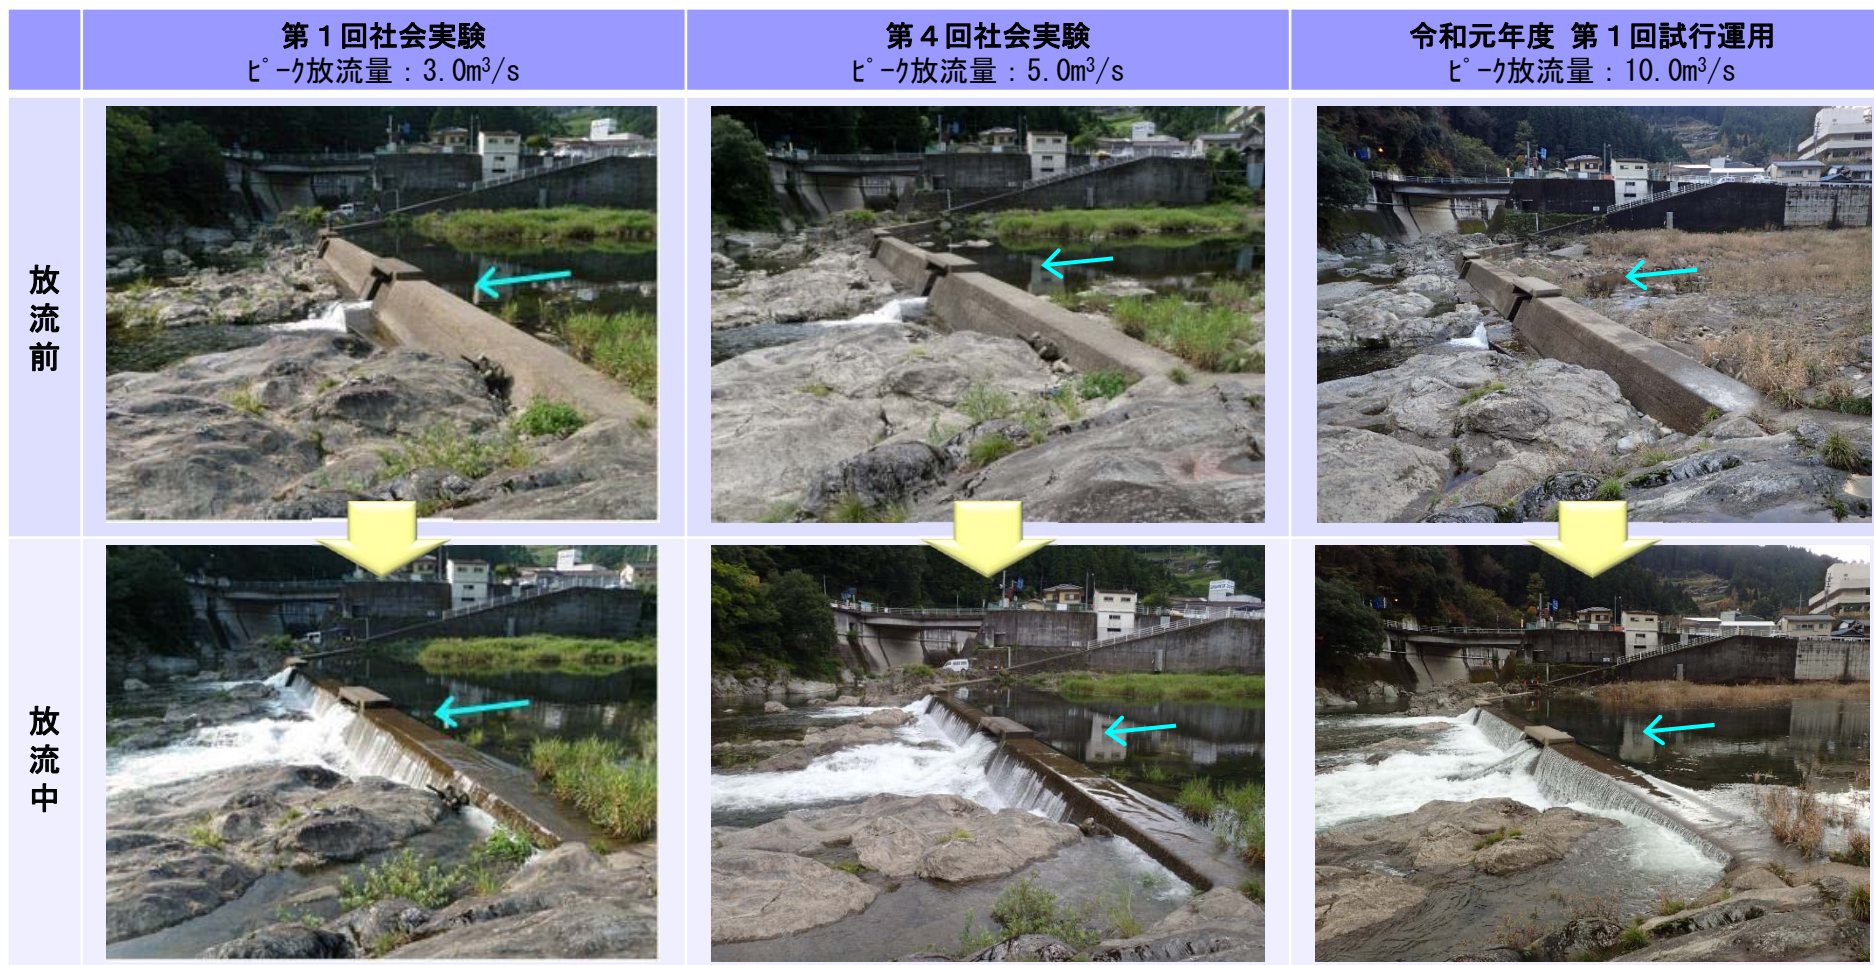 第１回社会実験
ﾋﾟｰｸ放流量：3.0m³/s
第４回社会実験
ﾋﾟｰｸ放流量：5.0m³/s
令和元年度 第１回試行運用
ﾋﾟｰｸ放流量：10.0m³/s
放流前
放流中